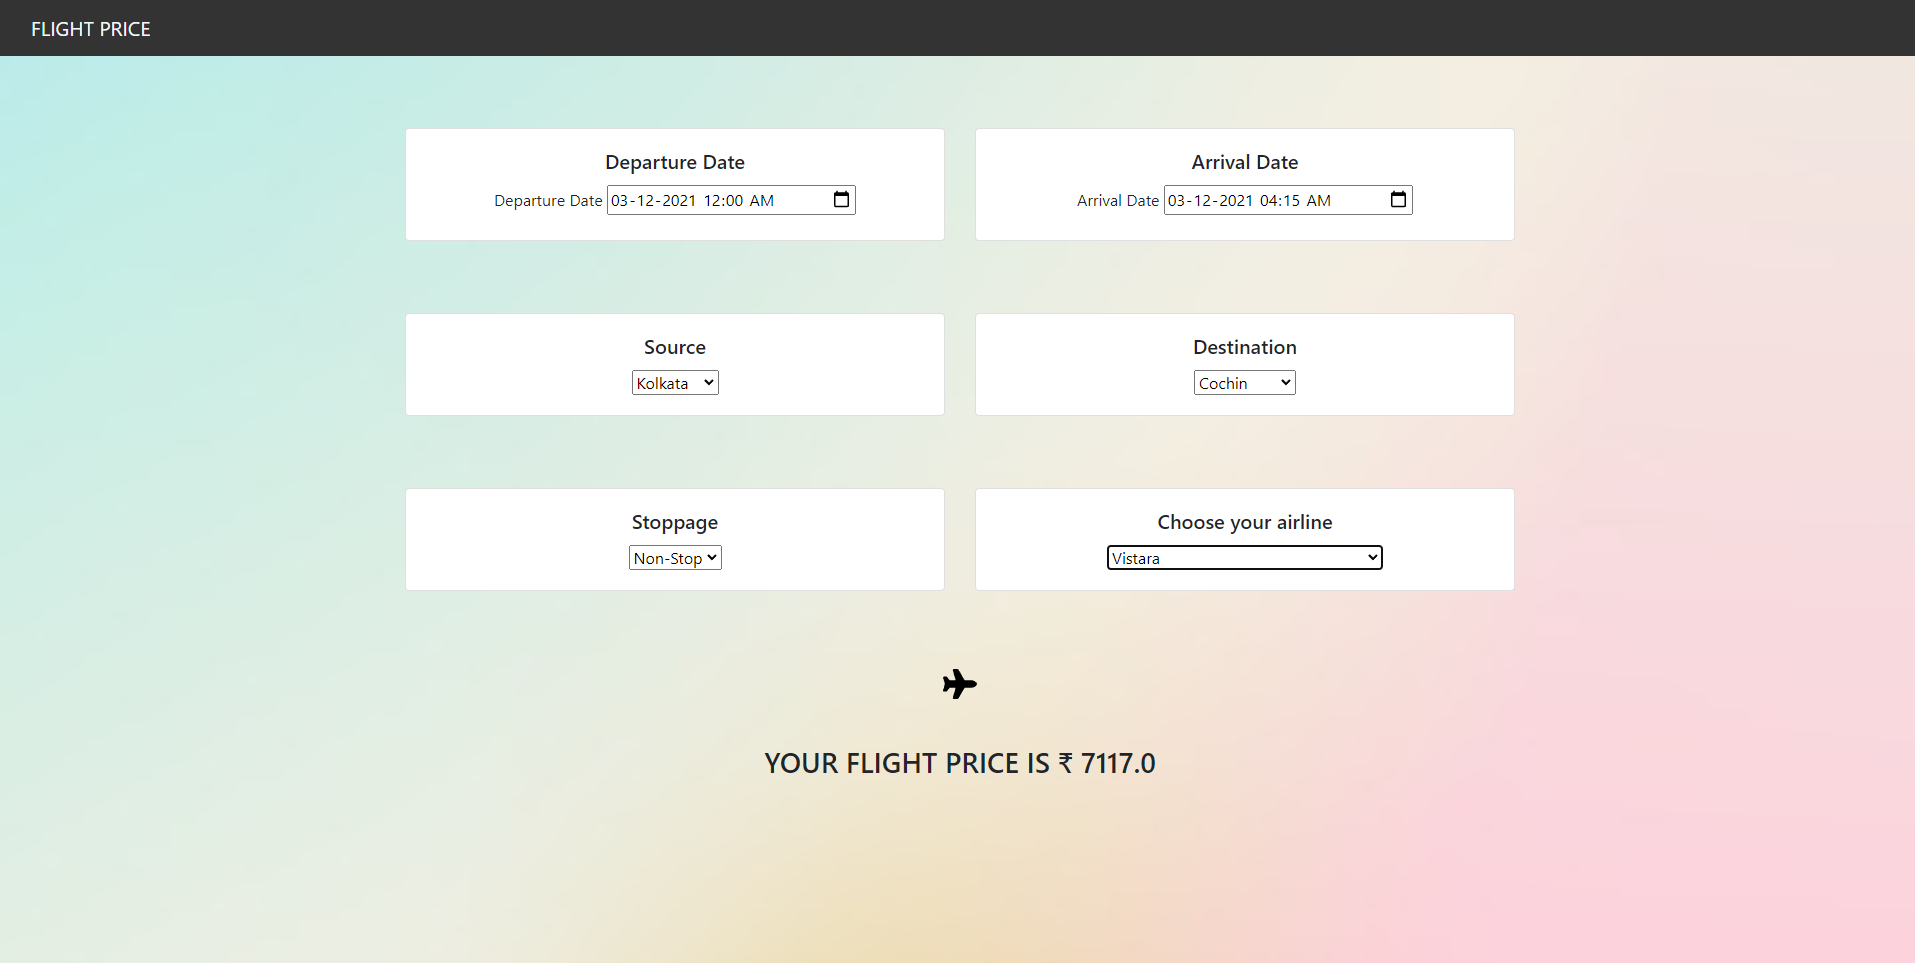 FLIGHT PRICE
Departure Date
Departure Date 03-12-2021 12:00 AM
Arrival Date
Arrival Date 03-12-2021 04:15 AM
Source
Kolkata
Destination
Cochin
Stoppage
Non-Stop
Choose your airline
Vistara
YOUR FLIGHT PRICE IS ₹ 7117.0